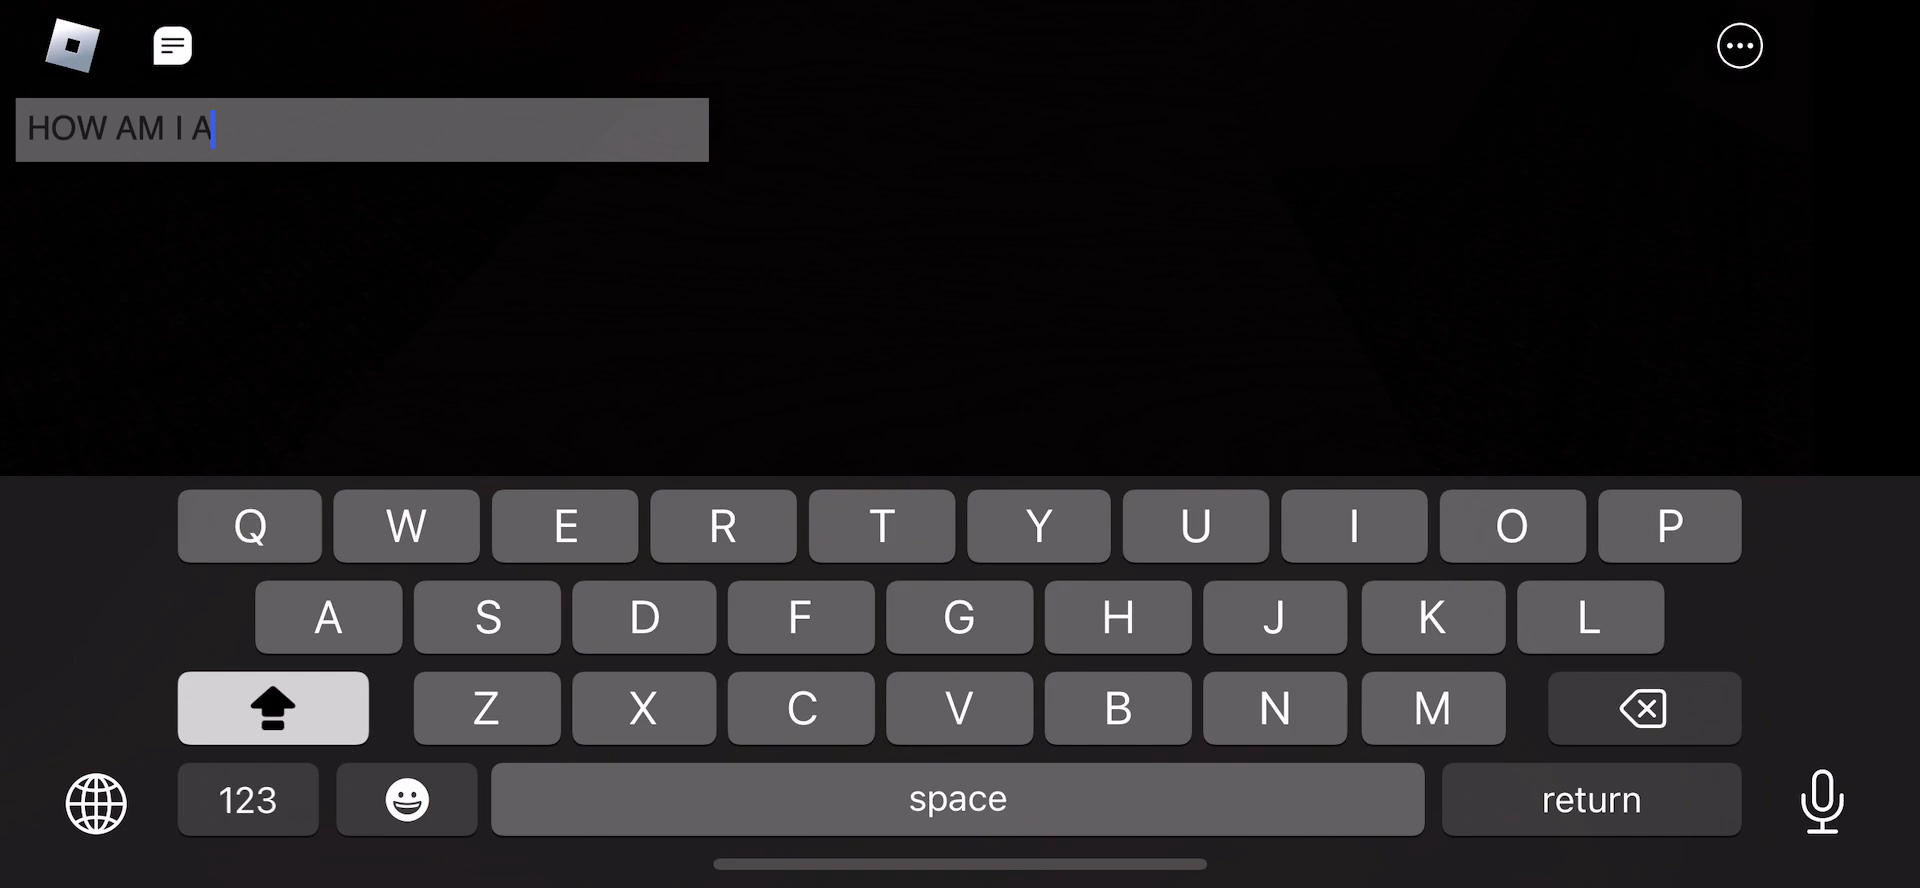 HOW AM I A
Q W E R T Y U I O P
A S D F G H J K L
Z X C V B N M
123 space return